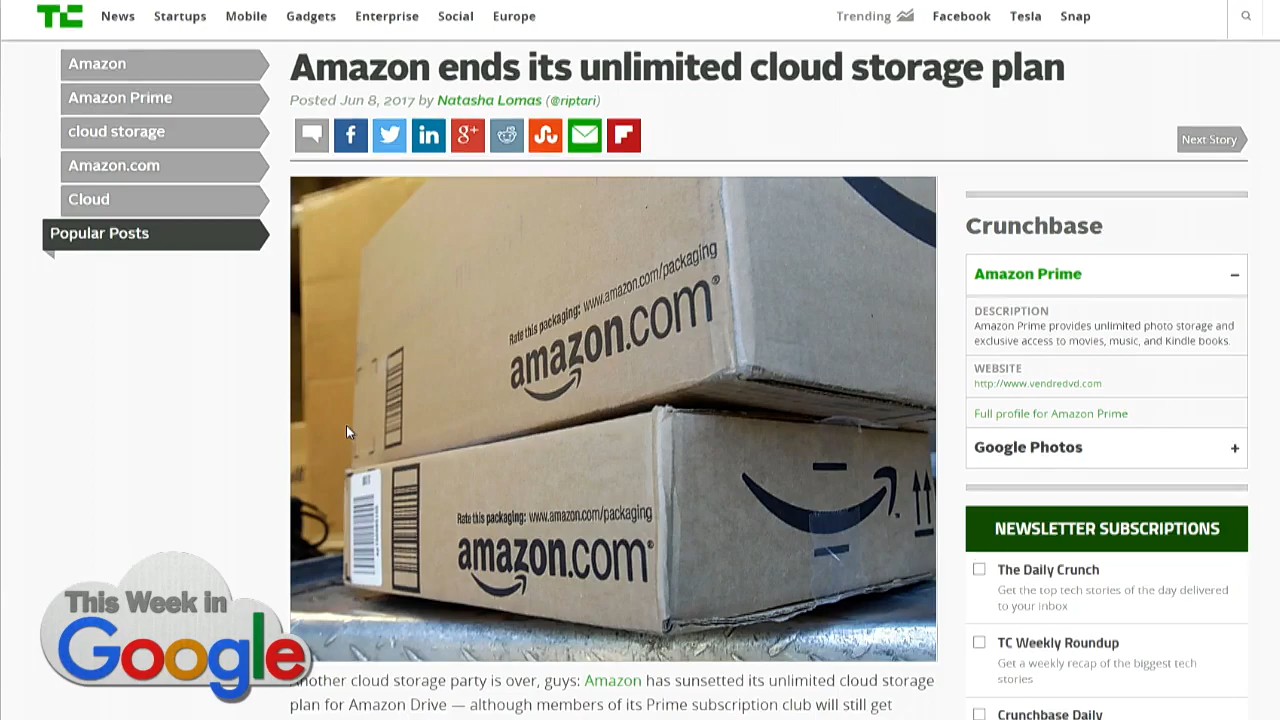 TC
News Startups Mobile Gadgets Enterprise Social Europe
Trending Facebook Tesla Snap
Amazon
Amazon Prime
cloud storage
Amazon.com
Cloud
Popular Posts
Amazon ends its unlimited cloud storage plan
Posted Jun 8, 2017 by Natasha Lomas (@riptari)
f in g+
Next Story
Rate this packaging: www.amazon.com/packaging
amazon.com®
Rate this packaging: www.amazon.com/packaging
amazon.com®
This Week in
Google
Another cloud storage party is over, guys: Amazon has sunsetted its unlimited cloud storage
plan for Amazon Drive — although members of its Prime subscription club will still get
Crunchbase
Amazon Prime –
DESCRIPTION
Amazon Prime provides unlimited photo storage and
exclusive access to movies, music, and Kindle books.
WEBSITE
http://www.vendredvd.com
Full profile for Amazon Prime
Google Photos +
NEWSLETTER SUBSCRIPTIONS
The Daily Crunch
Get the top tech stories of the day delivered
to your inbox
TC Weekly Roundup
Get a weekly recap of the biggest tech
stories
Crunchbase Daily